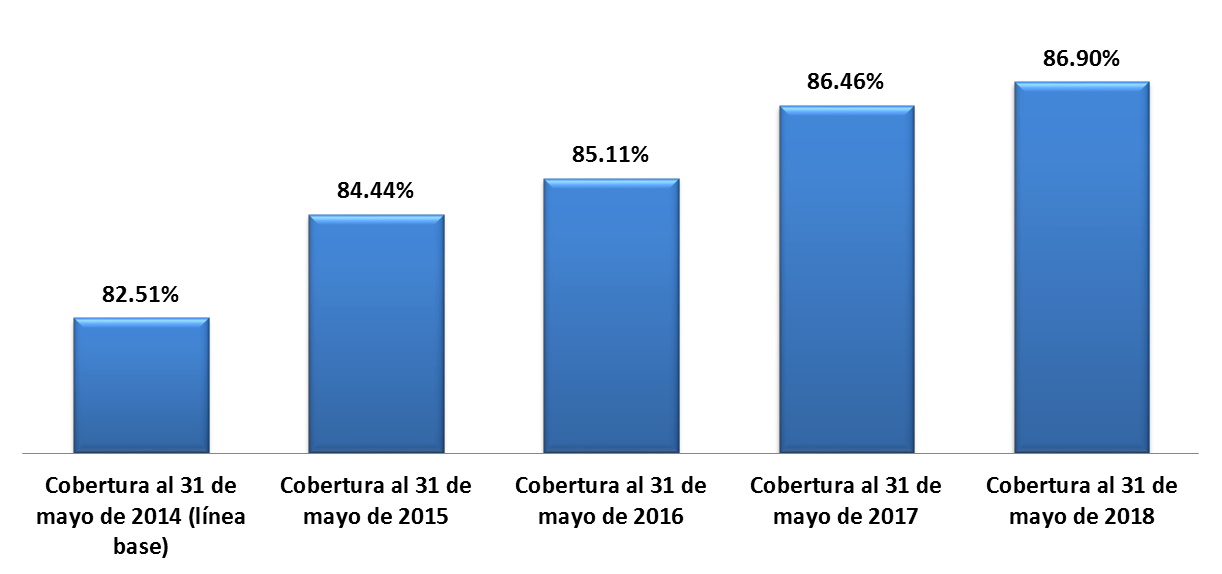 86.90%
86.46%
85.11%
84.44%
82.51%
Cobertura al 31 de
mayo de 2014 (línea
base)
Cobertura al 31 de
mayo de 2015
Cobertura al 31 de
mayo de 2016
Cobertura al 31 de
mayo de 2017
Cobertura al 31 de
mayo de 2018